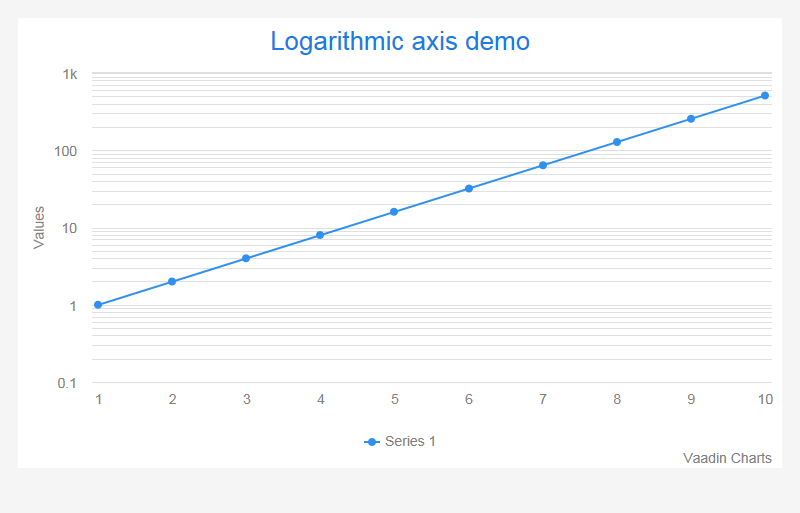 Logarithmic axis demo
1k
100
10
1
0.1
Values
1 2 3 4 5 6 7 8 9 10
Series 1
Vaadin Charts